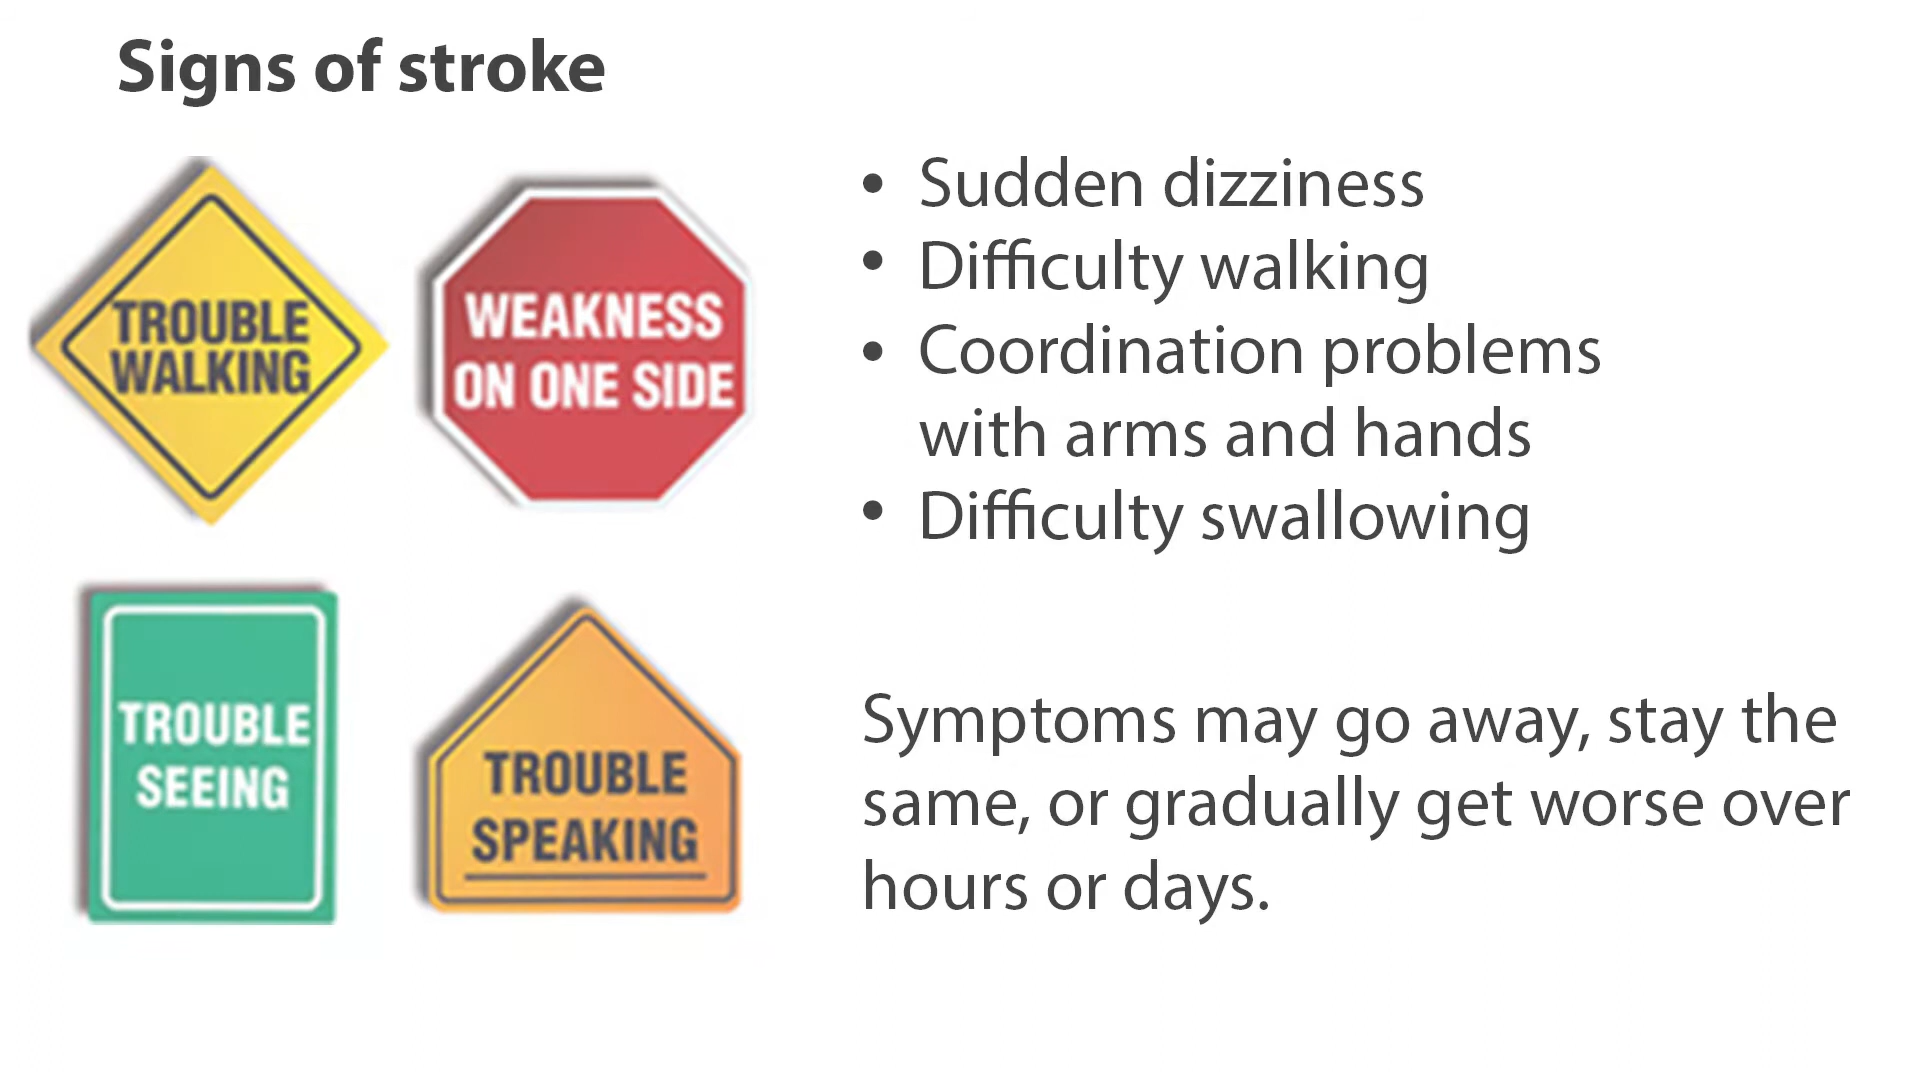 Signs of stroke
TROUBLE
WALKING
WEAKNESS
ON ONE SIDE
TROUBLE
SEEING
TROUBLE
SPEAKING
• Sudden dizziness
• Difficulty walking
• Coordination problems
with arms and hands
• Difficulty swallowing
Symptoms may go away, stay the
same, or gradually get worse over
hours or days.